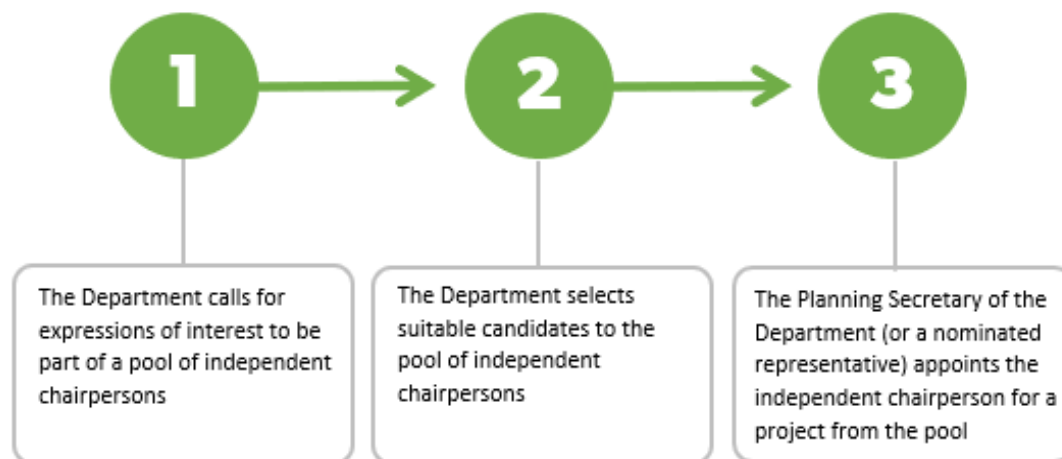 1
2
3
The Department calls for
expressions of interest to be
part of a pool of independent
chairpersons
The Department selects
suitable candidates to the
pool of independent
chairpersons
The Planning Secretary of the
Department (or a nominated
representative) appoints the
independent chairperson for a
project from the pool